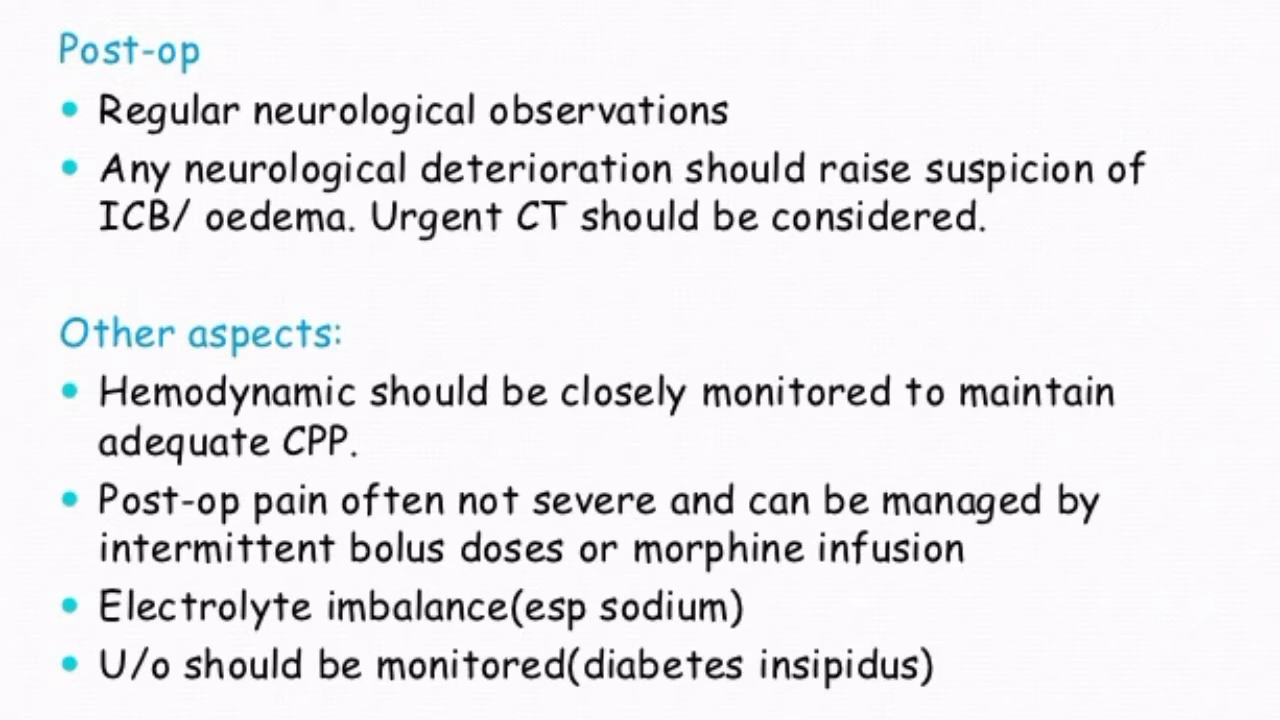 Post-op
• Regular neurological observations
• Any neurological deterioration should raise suspicion of
ICB/ oedema. Urgent CT should be considered.
Other aspects:
• Hemodynamic should be closely monitored to maintain
adequate CPP.
• Post-op pain often not severe and can be managed by
intermittent bolus doses or morphine infusion
• Electrolyte imbalance(esp sodium)
• U/o should be monitored(diabetes insipidus)